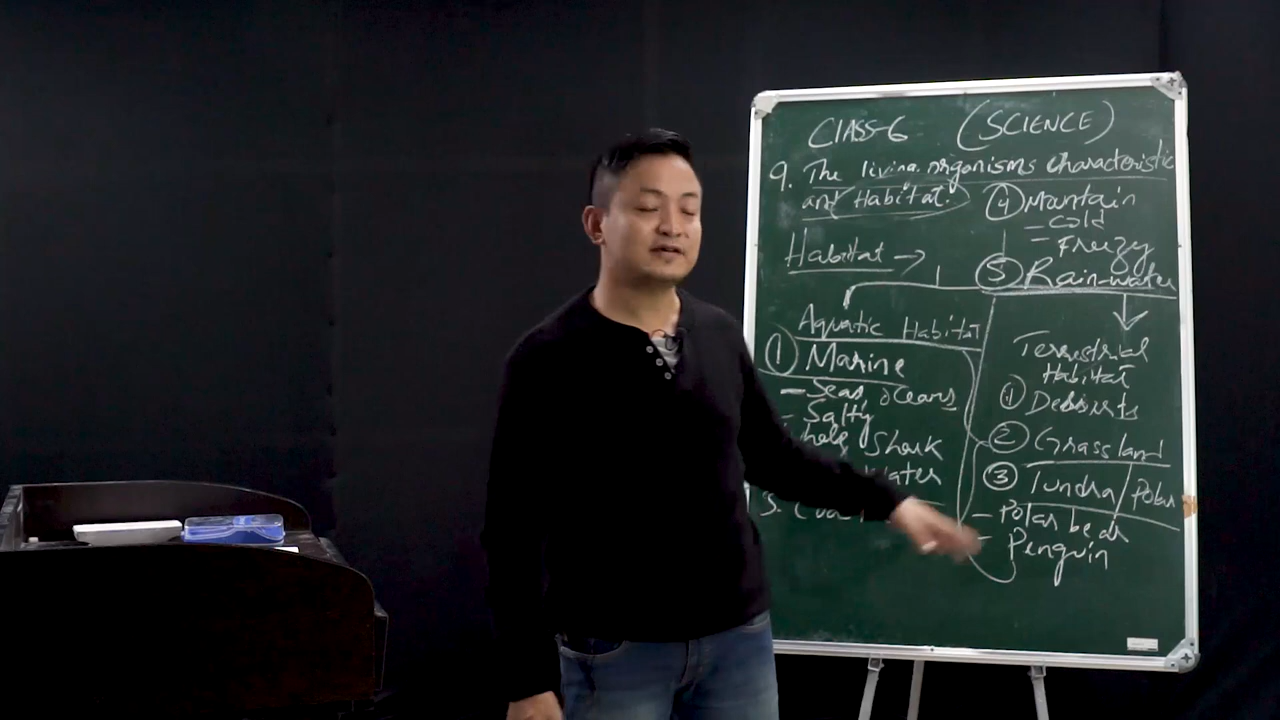 CLASS-6 (SCIENCE)
9. The living organisms characteristic
and Habitat.
Habitat →
④ Mountain
- cold
- Freezy
⑤ Rain-water
Aquatic Habitat
① Marine
- Seas, oceans
- Salty
Shark
ater
3.
Terrestrial
Habitat
① Deserts
② Grassland
③ Tundra/Polar
- Polar bear
- Penguin